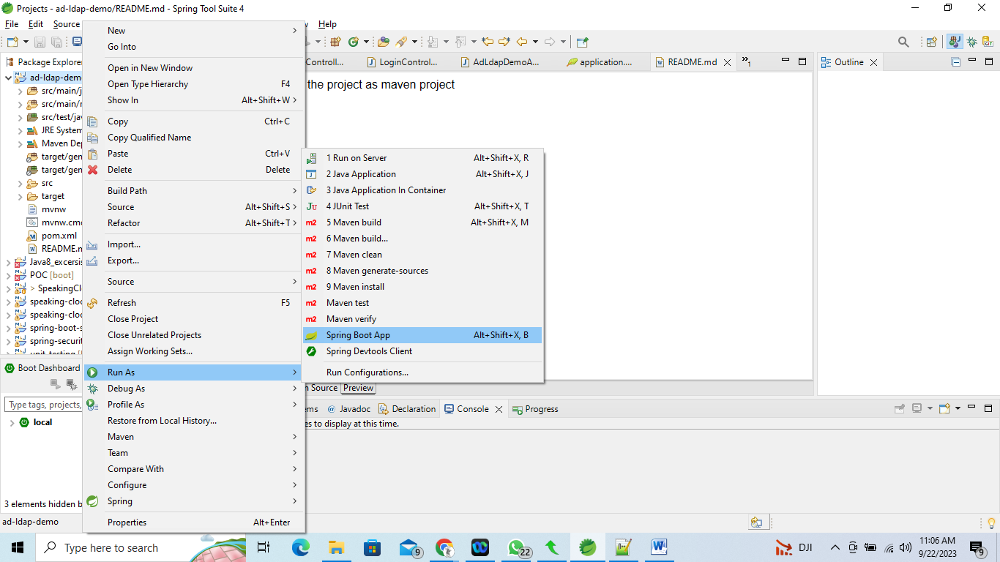 Projects - ad-ldap-demo/README.md - Spring Tool Suite 4
File Edit Source Help
Package Explorer
ad-ldap-demo
src/main/j
src/main/r
src/test/jav
JRE System
Maven Dep
target/gen
target/gen
src
target
mvnw
mvnw.cmd
pom.xml
README.m
Java8_excersis
POC [boot]
> SpeakingCl
speaking-cloc
speaking-cloc
spring-boot-s
spring-securit
unit-testing [b
Boot Dashboard
Type tags, projects,
local
3 elements hidden b
ad-ldap-demo
New
Go Into
Open in New Window
Open Type Hierarchy F4
Show In Alt+Shift+W
Copy Ctrl+C
Copy Qualified Name
Paste Ctrl+V
Delete Delete
Build Path
Source Alt+Shift+S
Refactor Alt+Shift+T
Import...
Export...
Source
Refresh F5
Close Project
Close Unrelated Projects
Assign Working Sets...
Run As
Debug As
Profile As
Restore from Local History...
Maven
Team
Compare With
Configure
Spring
Properties Alt+Enter
1 Run on Server Alt+Shift+X, R
2 Java Application Alt+Shift+X, J
3 Java Application In Container
4 JUnit Test Alt+Shift+X, T
5 Maven build Alt+Shift+X, M
6 Maven build...
7 Maven clean
8 Maven generate-sources
9 Maven install
Maven test
Maven verify
Spring Boot App Alt+Shift+X, B
Spring Devtools Client
Run Configurations...
Controll... LoginControl... AdLdapDemoA... application.... README.md »1
the project as maven project
Source Preview
ems @ Javadoc Declaration Console Progress
es to display at this time.
Outline
Type here to search
9
22
DJI
11:06 AM
9/22/2023
9